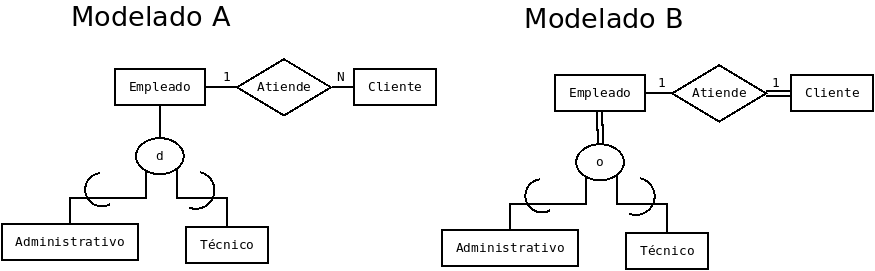 Modelado A
Empleado 1 Atiende N Cliente
d
Administrativo Técnico
Modelado B
Empleado 1 Atiende 1 Cliente
o
Administrativo Técnico